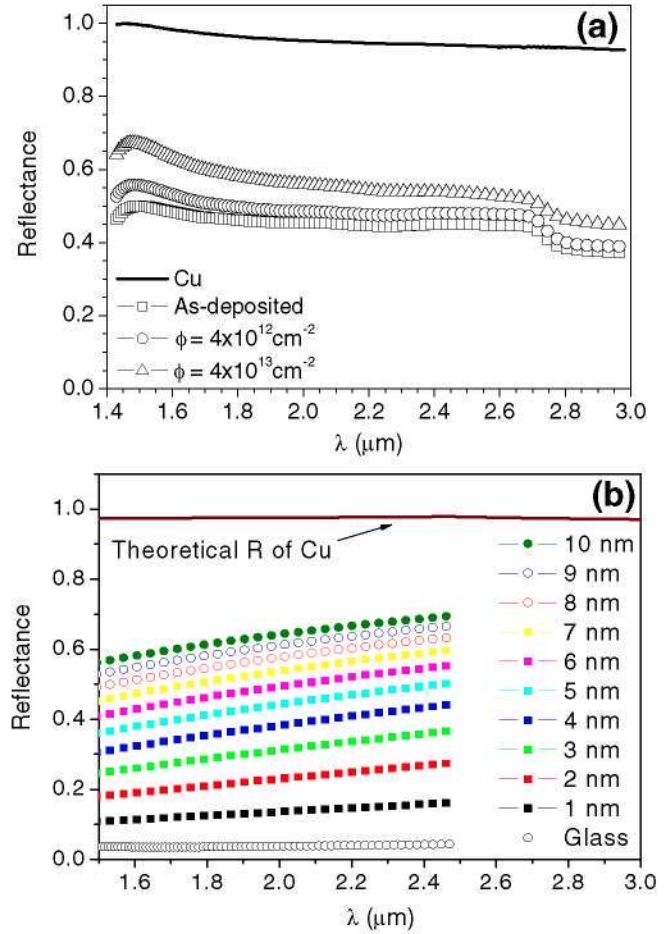 (a)
1.0
0.8
0.6
0.4
0.2
0.0
Reflectance
Cu
As-deposited
ϕ = 4x10¹²cm⁻²
ϕ = 4x10¹³cm⁻²
1.4 1.6 1.8 2.0 2.2 2.4 2.6 2.8 3.0
λ (μm)
(b)
1.0
0.8
0.6
0.4
0.2
0.0
Reflectance
Theoretical R of Cu
10 nm
9 nm
8 nm
7 nm
6 nm
5 nm
4 nm
3 nm
2 nm
1 nm
Glass
1.6 1.8 2.0 2.2 2.4 2.6 2.8 3.0
λ (μm)